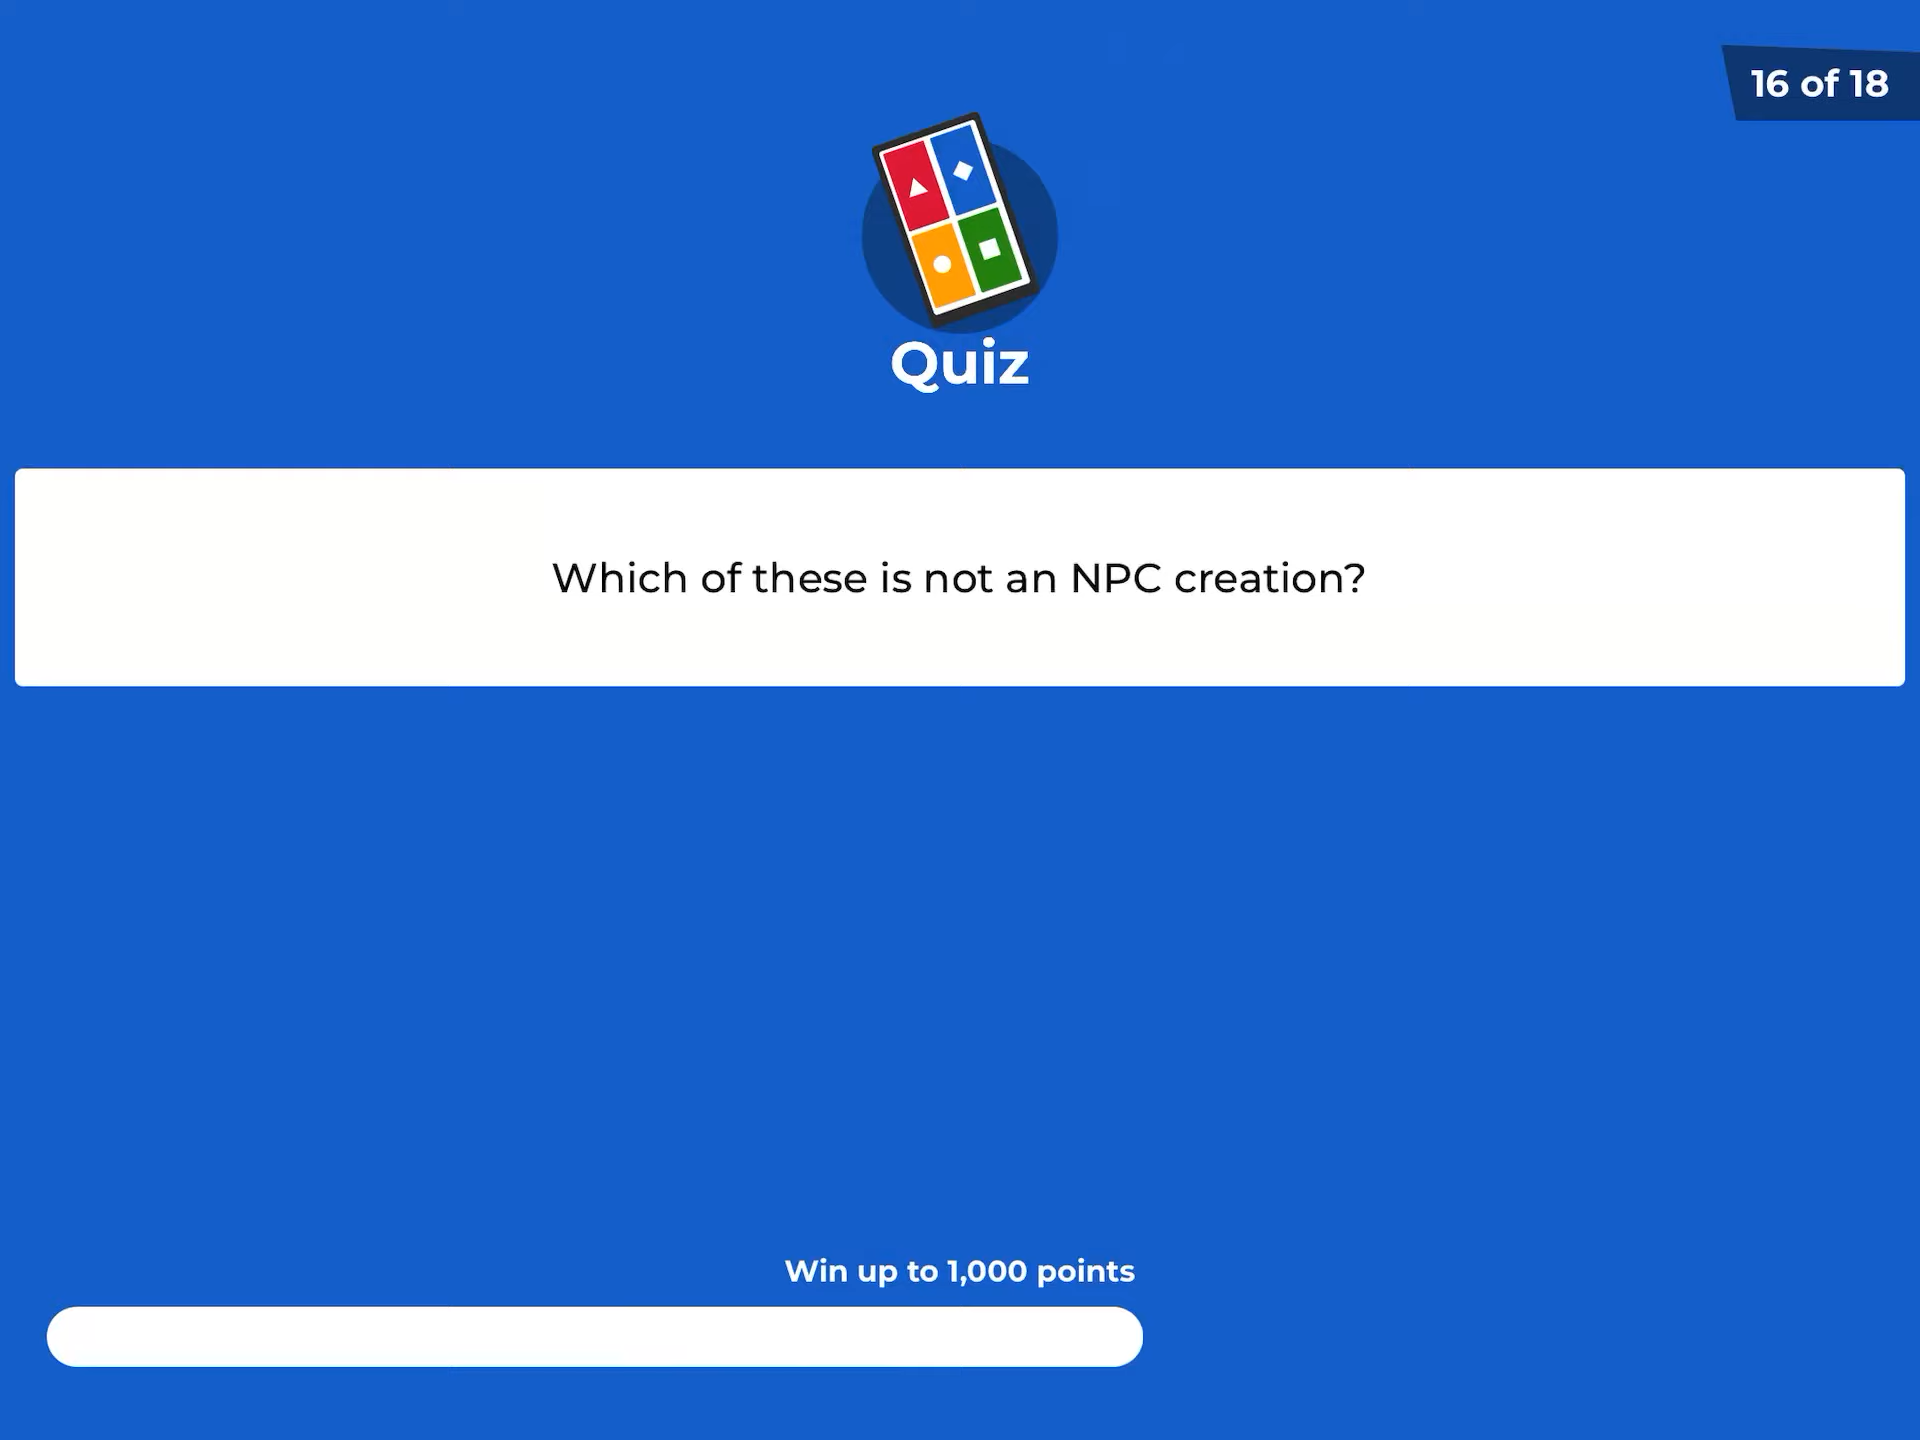 16 of 18
Quiz
Which of these is not an NPC creation?
Win up to 1,000 points